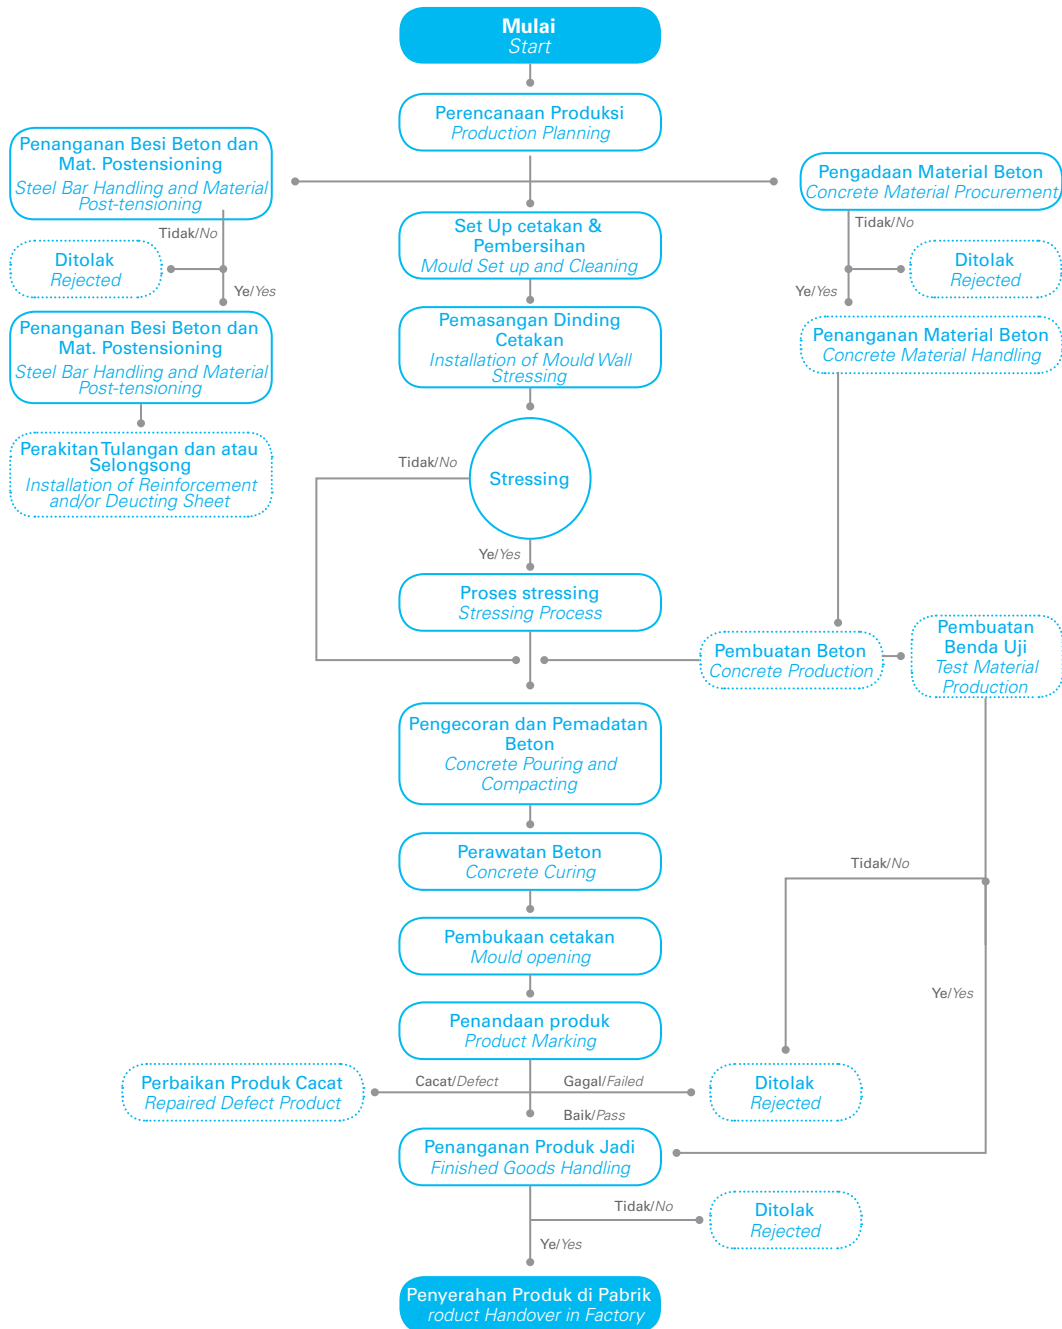 Mulai
Start
Perencanaan Produksi
Production Planning
Penanganan Besi Beton dan
Mat. Postensioning
Steel Bar Handling and Material
Post-tensioning
Pengadaan Material Beton
Concrete Material Procurement
Tidak/No
Ditolak
Rejected
Ye/Yes
Set Up cetakan &
Pembersihan
Mould Set up and Cleaning
Tidak/No
Ditolak
Rejected
Ye/Yes
Penanganan Besi Beton dan
Mat. Postensioning
Steel Bar Handling and Material
Post-tensioning
Pemasangan Dinding
Cetakan
Installation of Mould Wall
Stressing
Penanganan Material Beton
Concrete Material Handling
Perakitan Tulangan dan atau
Selongsong
Installation of Reinforcement
and/or Deucting Sheet
Tidak/No
Stressing
Ye/Yes
Proses stressing
Stressing Process
Pembuatan Beton
Concrete Production
Pembuatan
Benda Uji
Test Material
Production
Pengecoran dan Pemadatan
Beton
Concrete Pouring and
Compacting
Perawatan Beton
Concrete Curing
Tidak/No
Pembukaan cetakan
Mould opening
Ye/Yes
Penandaan produk
Product Marking
Perbaikan Produk Cacat
Repaired Defect Product
Cacat/Defect
Gagal/Failed
Ditolak
Rejected
Baik/Pass
Penanganan Produk Jadi
Finished Goods Handling
Tidak/No
Ditolak
Rejected
Ye/Yes
Penyerahan Produk di Pabrik
roduct Handover in Factory